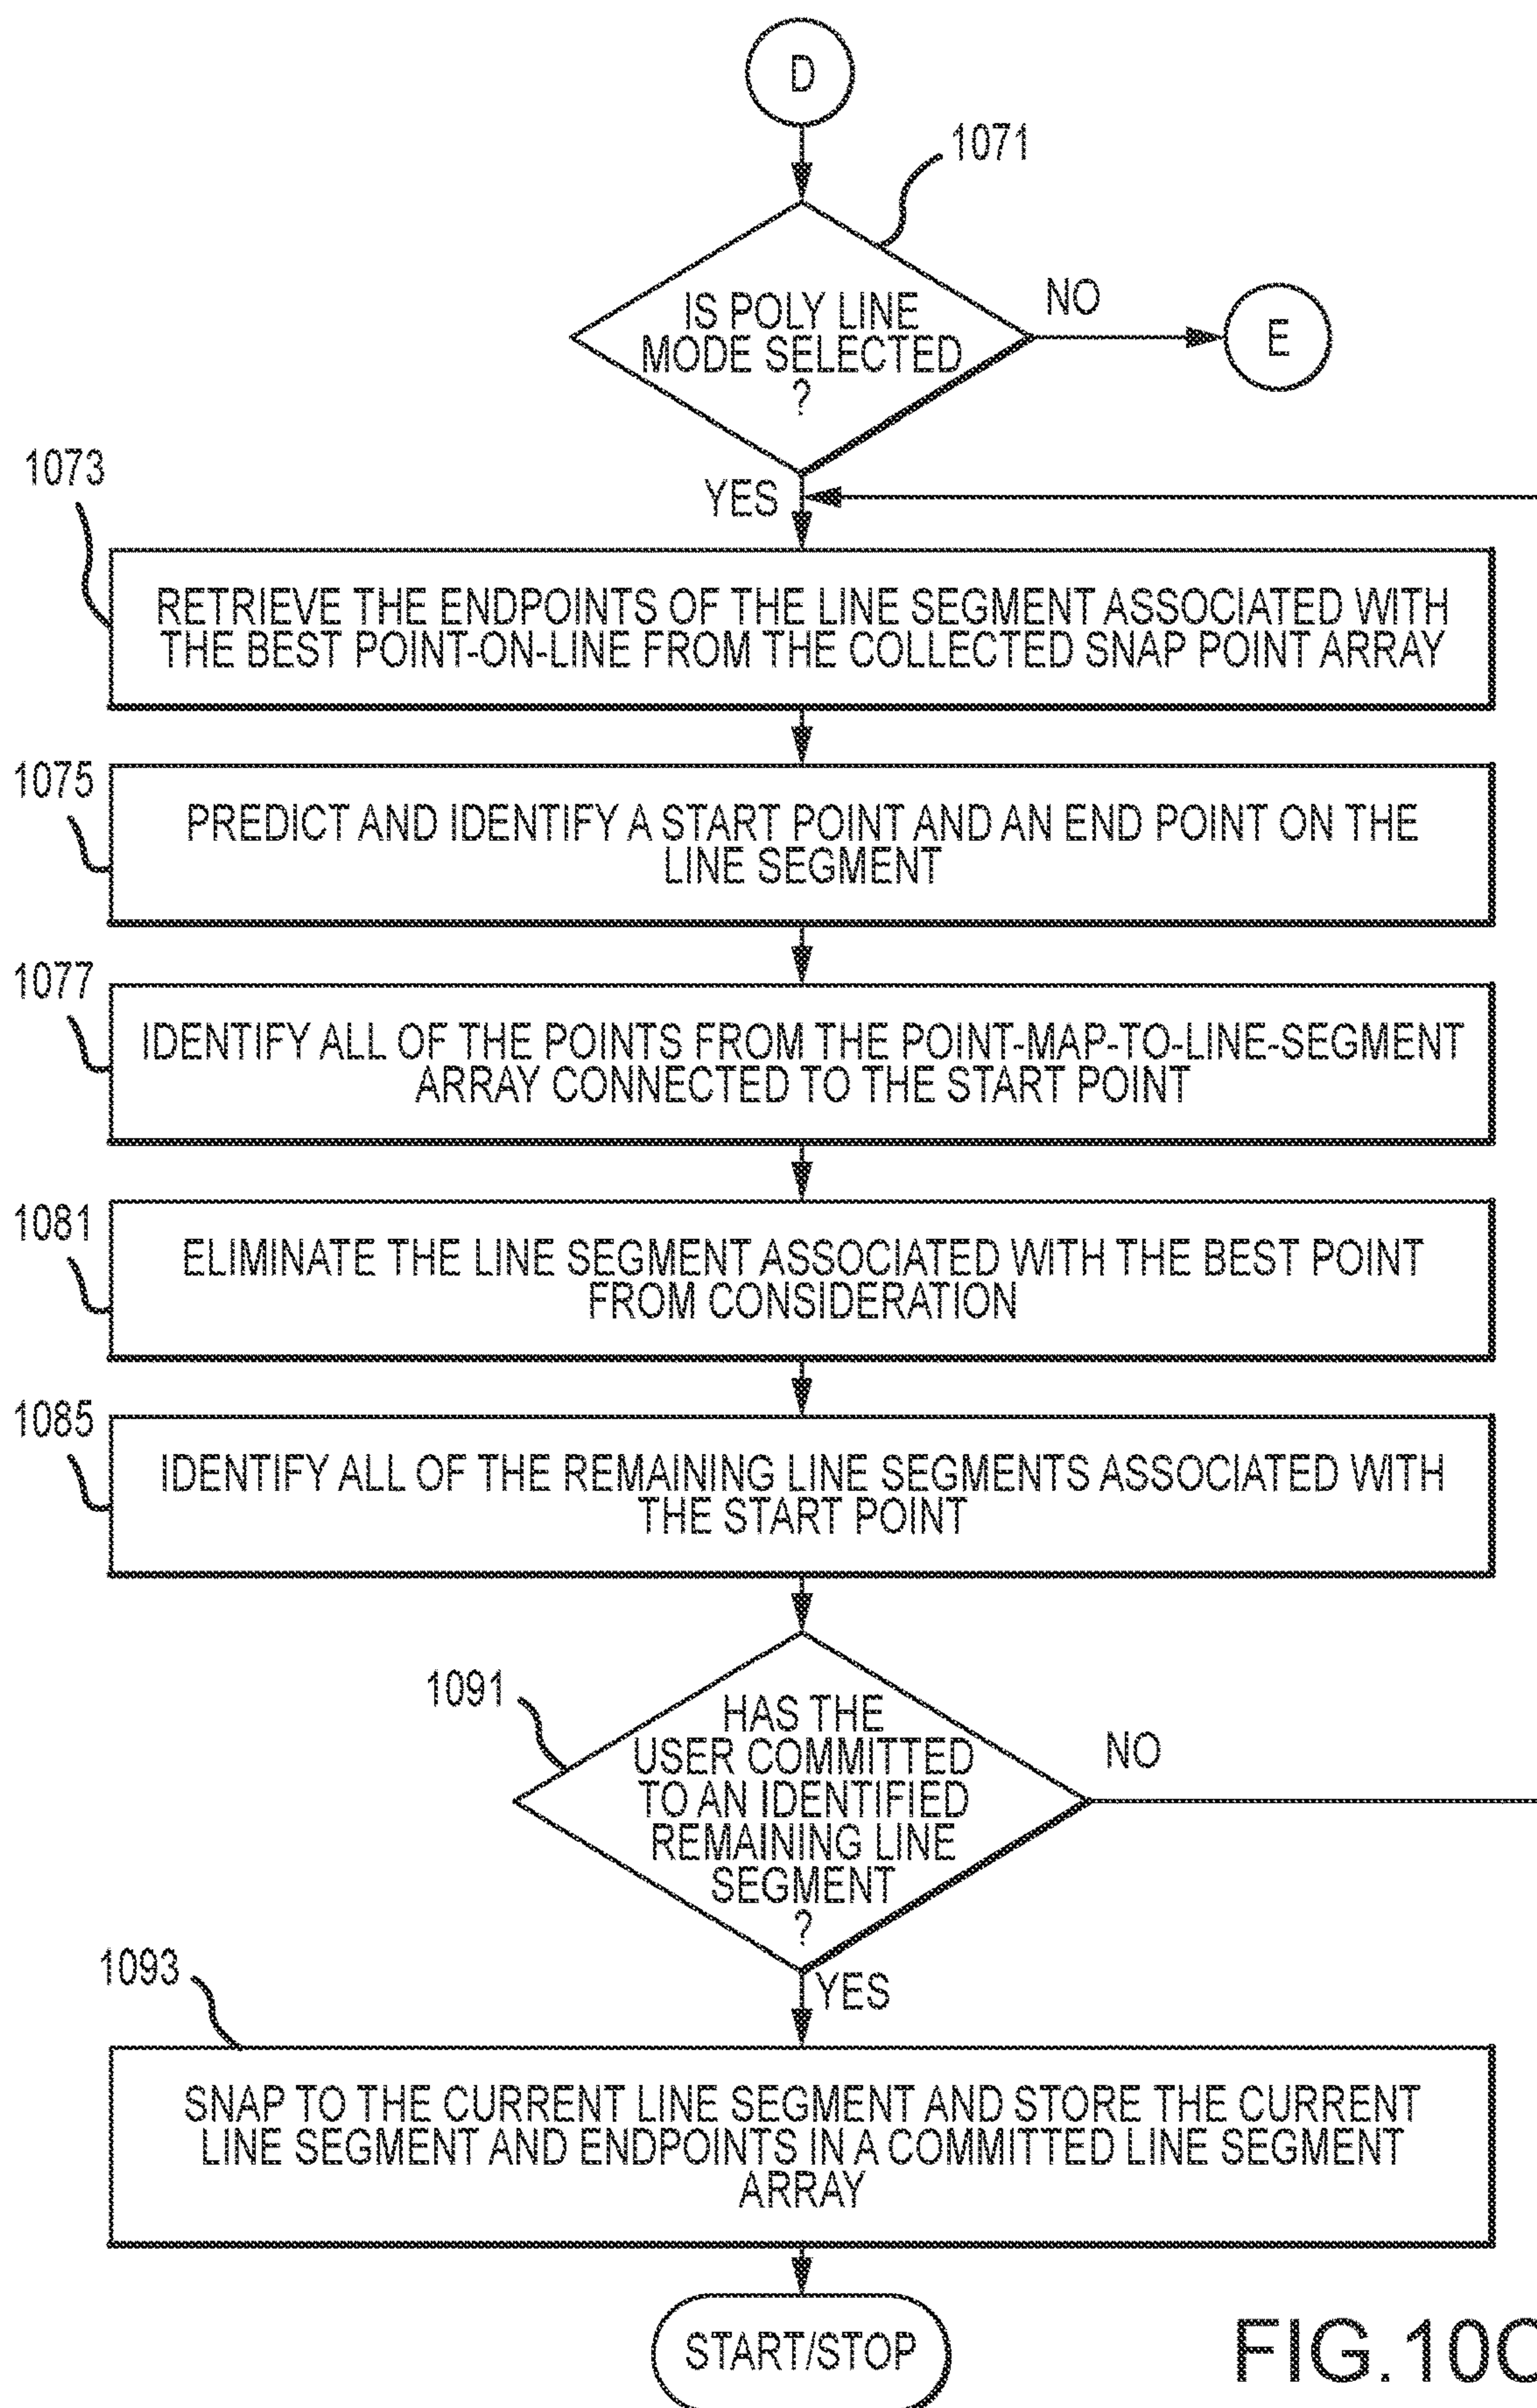 D
1071
IS POLY LINE
MODE SELECTED
?
NO
E
YES
1073
RETRIEVE THE ENDPOINTS OF THE LINE SEGMENT ASSOCIATED WITH
THE BEST POINT-ON-LINE FROM THE COLLECTED SNAP POINT ARRAY
1075
PREDICT AND IDENTIFY A START POINT AND AN END POINT ON THE
LINE SEGMENT
1077
IDENTIFY ALL OF THE POINTS FROM THE POINT-MAP-TO-LINE-SEGMENT
ARRAY CONNECTED TO THE START POINT
1081
ELIMINATE THE LINE SEGMENT ASSOCIATED WITH THE BEST POINT
FROM CONSIDERATION
1085
IDENTIFY ALL OF THE REMAINING LINE SEGMENTS ASSOCIATED WITH
THE START POINT
1091
HAS THE
USER COMMITTED
TO AN IDENTIFIED
REMAINING LINE
SEGMENT
?
NO
YES
1093
SNAP TO THE CURRENT LINE SEGMENT AND STORE THE CURRENT
LINE SEGMENT AND ENDPOINTS IN A COMMITTED LINE SEGMENT
ARRAY
START/STOP
FIG.10C